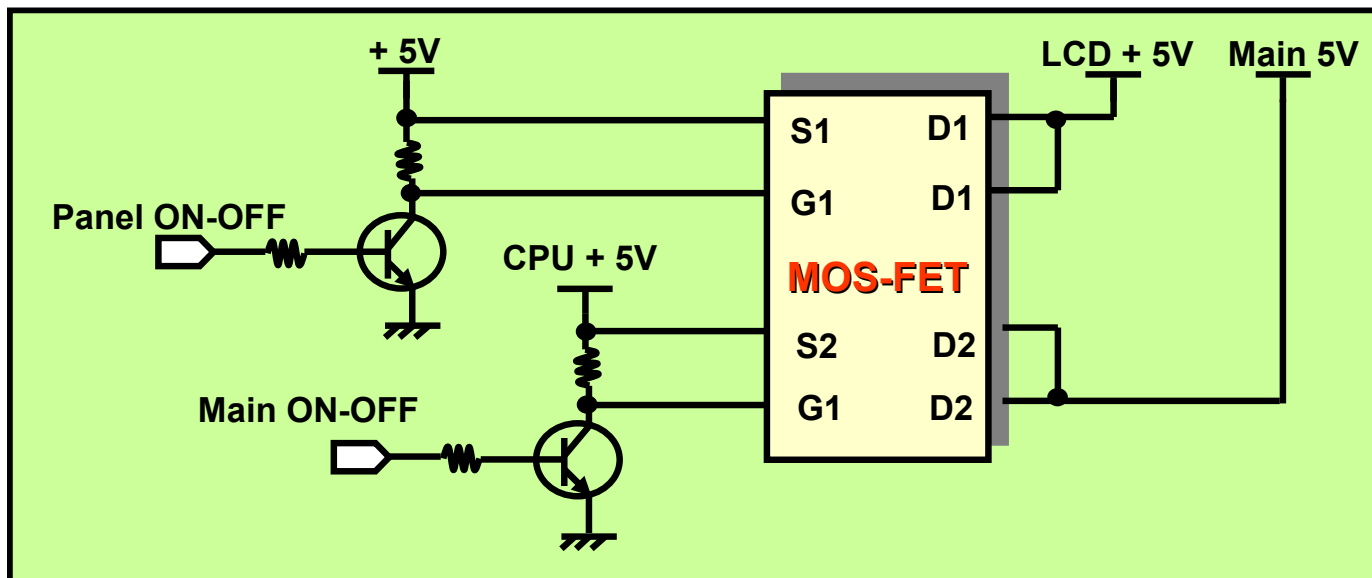 + 5V
LCD + 5V
Main 5V
S1
D1
G1
D1
Panel ON-OFF
CPU + 5V
MOS-FET
S2
D2
Main ON-OFF
G1
D2